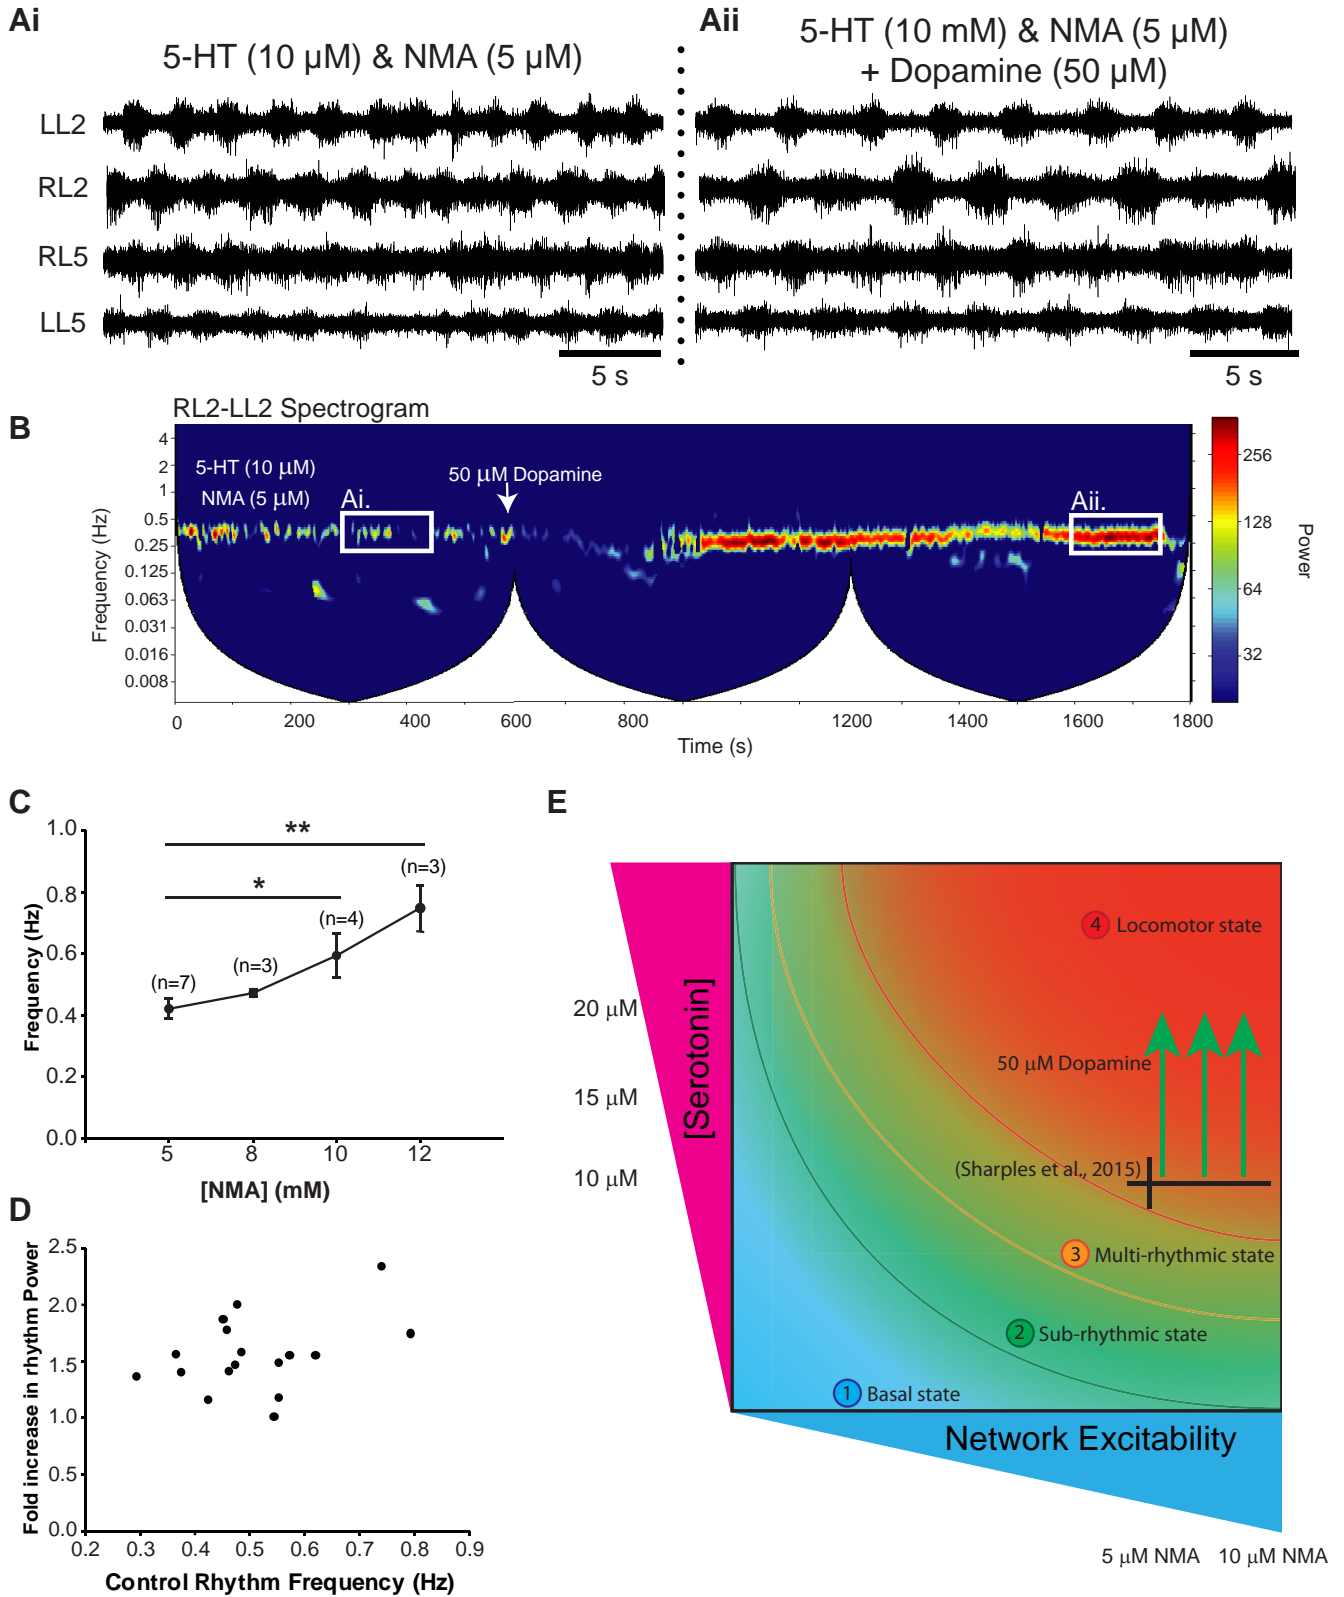 Ai
5-HT (10 µM) & NMA (5 µM)
LL2
RL2
RL5
LL5
5 s
Aii
5-HT (10 mM) & NMA (5 µM)
+ Dopamine (50 µM)
5 s
B
RL2-LL2 Spectrogram
Frequency (Hz)
4
2
1
0.5
0.25
0.125
0.063
0.031
0.016
0.008
5-HT (10 µM)
NMA (5 µM)
Ai.
50 µM Dopamine
Aii.
0 200 400 600 800 1200 1400 1600 1800
Time (s)
256
128
64
32
Power
C
Frequency (Hz)
1.0
0.8
0.6
0.4
0.2
0.0
**
*
(n=7)
(n=3)
(n=4)
(n=3)
5 8 10 12
[NMA] (mM)
D
Fold increase in rhythm Power
2.5
2.0
1.5
1.0
0.5
0.0
0.2 0.3 0.4 0.5 0.6 0.7 0.8 0.9
Control Rhythm Frequency (Hz)
E
[Serotonin]
20 µM
15 µM
10 µM
4 Locomotor state
50 µM Dopamine
(Sharples et al., 2015)
3 Multi-rhythmic state
2 Sub-rhythmic state
1 Basal state
Network Excitability
5 µM NMA 10 µM NMA